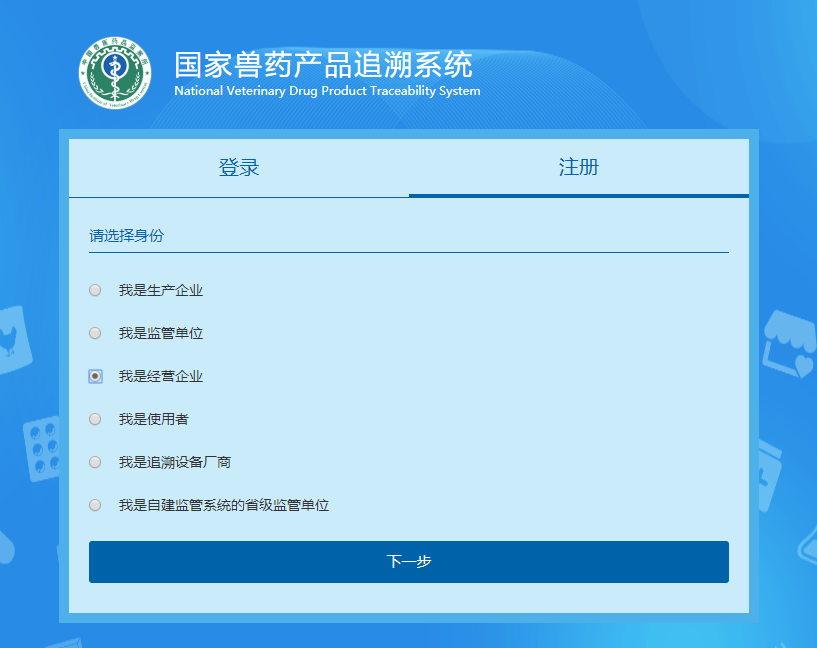 国家兽药产品追溯系统
National Veterinary Drug Product Traceability System
登录
注册
请选择身份
我是生产企业
我是监管单位
我是经营企业
我是使用者
我是追溯设备厂商
我是自建监管系统的省级监管单位
下一步